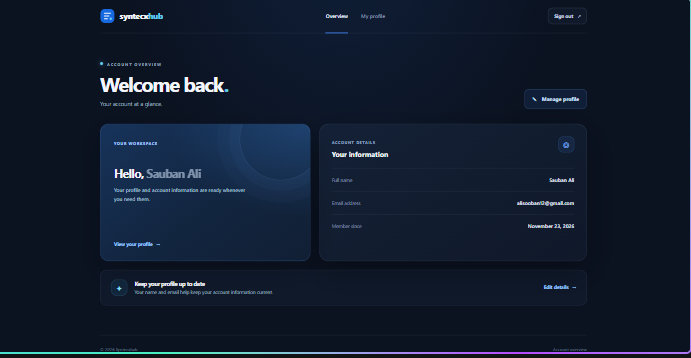 syntecxhub
Overview
My profile
Sign out ↗
ACCOUNT OVERVIEW
Welcome back.
Your account at a glance.
Manage profile
YOUR WORKSPACE
Hello, Sauban Ali
Your profile and account information are ready whenever
you need them.
View your profile →
ACCOUNT DETAILS
Your information
Full name Sauban Ali
Email address alisauban12@gmail.com
Member since November 23, 2026
Keep your profile up to date
Your name and email help keep your account information current.
Edit details →
© 2026 Syntecxhub
Account overview